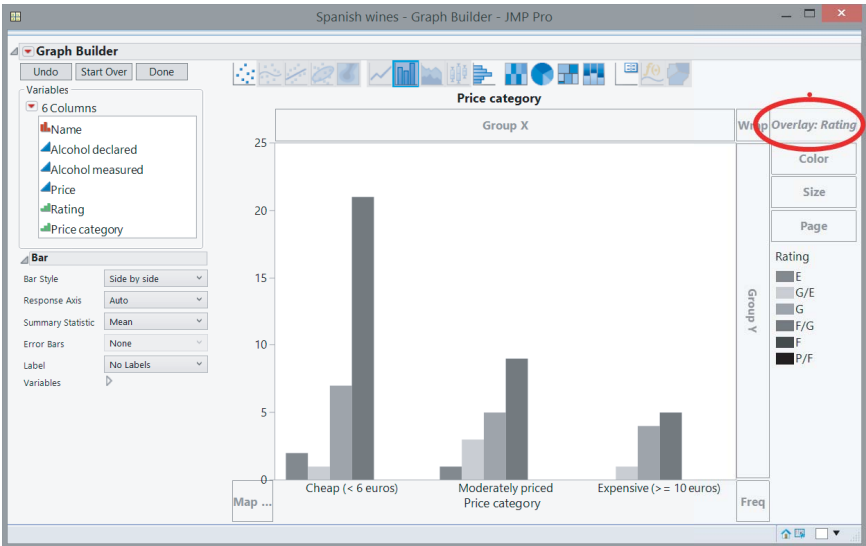 Spanish wines - Graph Builder - JMP Pro
Graph Builder
Undo Start Over Done
Variables
6 Columns
Name
Alcohol declared
Alcohol measured
Price
Rating
Price category
Bar
Bar Style Side by side
Response Axis Auto
Summary Statistic Mean
Error Bars None
Label No Labels
Variables
Price category
Group X
Wrap
Overlay: Rating
Color
Size
Page
Rating
E
G/E
G
F/G
F
P/F
Group Y
25
20
15
10
5
0
Cheap (< 6 euros) Moderately priced Expensive (>= 10 euros)
Map ... Price category Freq